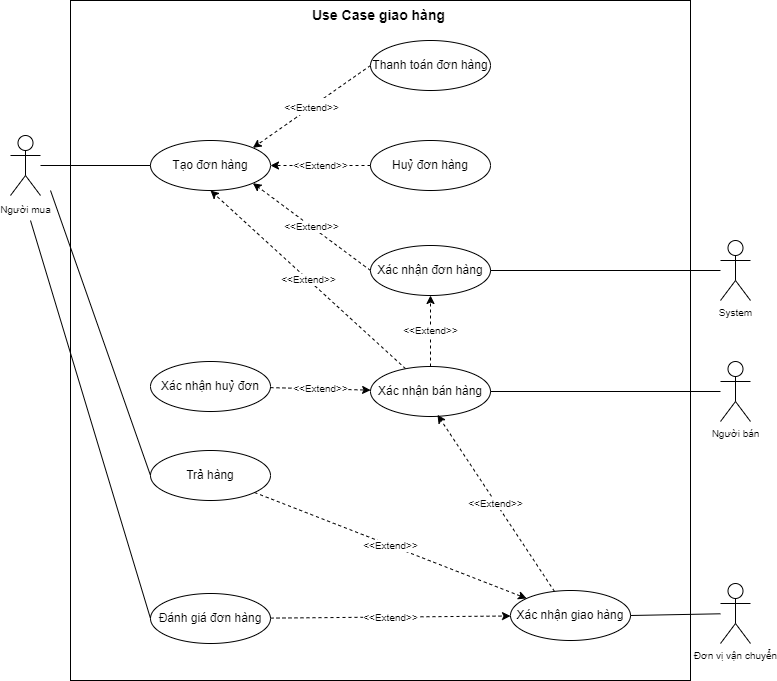 Use Case giao hàng
Thanh toán đơn hàng
<<Extend>>
Tạo đơn hàng
<<Extend>>
Huỷ đơn hàng
Người mua
<<Extend>>
Xác nhận đơn hàng
<<Extend>>
System
<<Extend>>
Xác nhận huỷ đơn
<<Extend>>
Xác nhận bán hàng
Người bán
Trả hàng
<<Extend>>
<<Extend>>
Đánh giá đơn hàng
<<Extend>>
Xác nhận giao hàng
Đơn vị vận chuyển